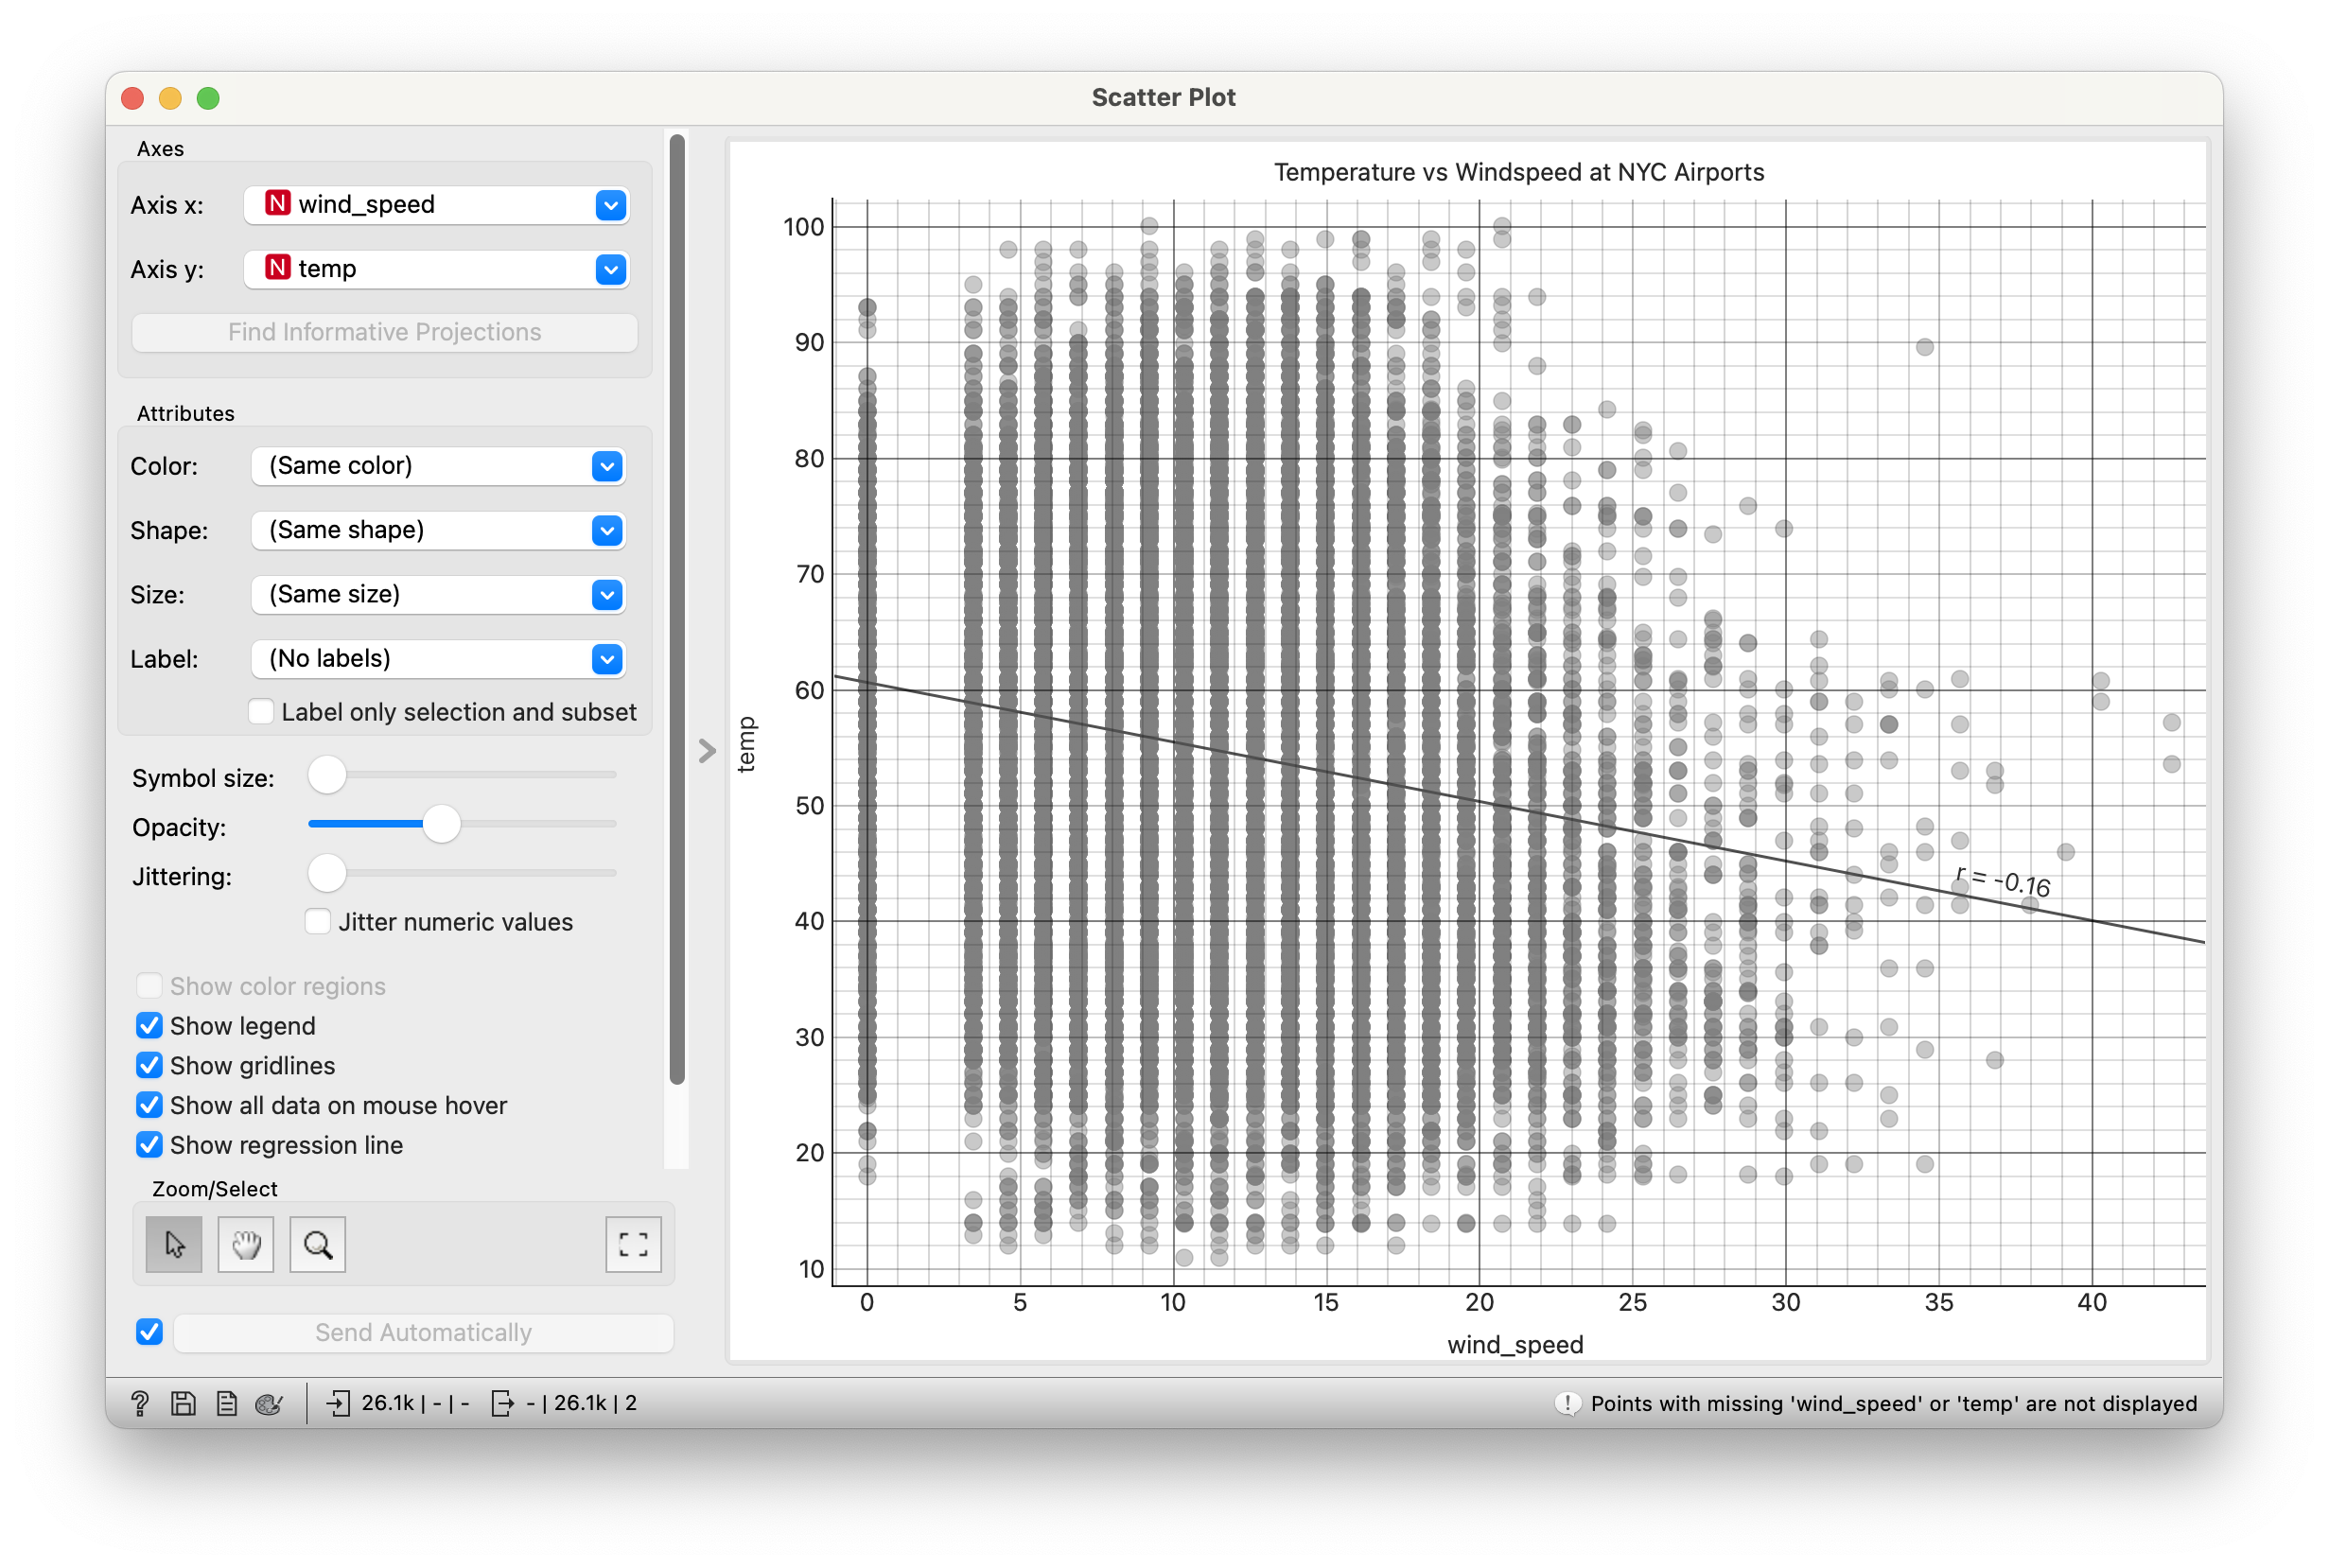 Scatter Plot
Axes
Axis x: N wind_speed
Axis y: N temp
Find Informative Projections
Attributes
Color: (Same color)
Shape: (Same shape)
Size: (Same size)
Label: (No labels)
Label only selection and subset
Symbol size:
Opacity:
Jittering:
Jitter numeric values
Show color regions
Show legend
Show gridlines
Show all data on mouse hover
Show regression line
Zoom/Select
Send Automatically
Temperature vs Windspeed at NYC Airports
temp
100
90
80
70
60
50
40
30
20
10
r = -0.16
0 5 10 15 20 25 30 35 40
wind_speed
? 26.1k | - | - - | 26.1k | 2
! Points with missing 'wind_speed' or 'temp' are not displayed